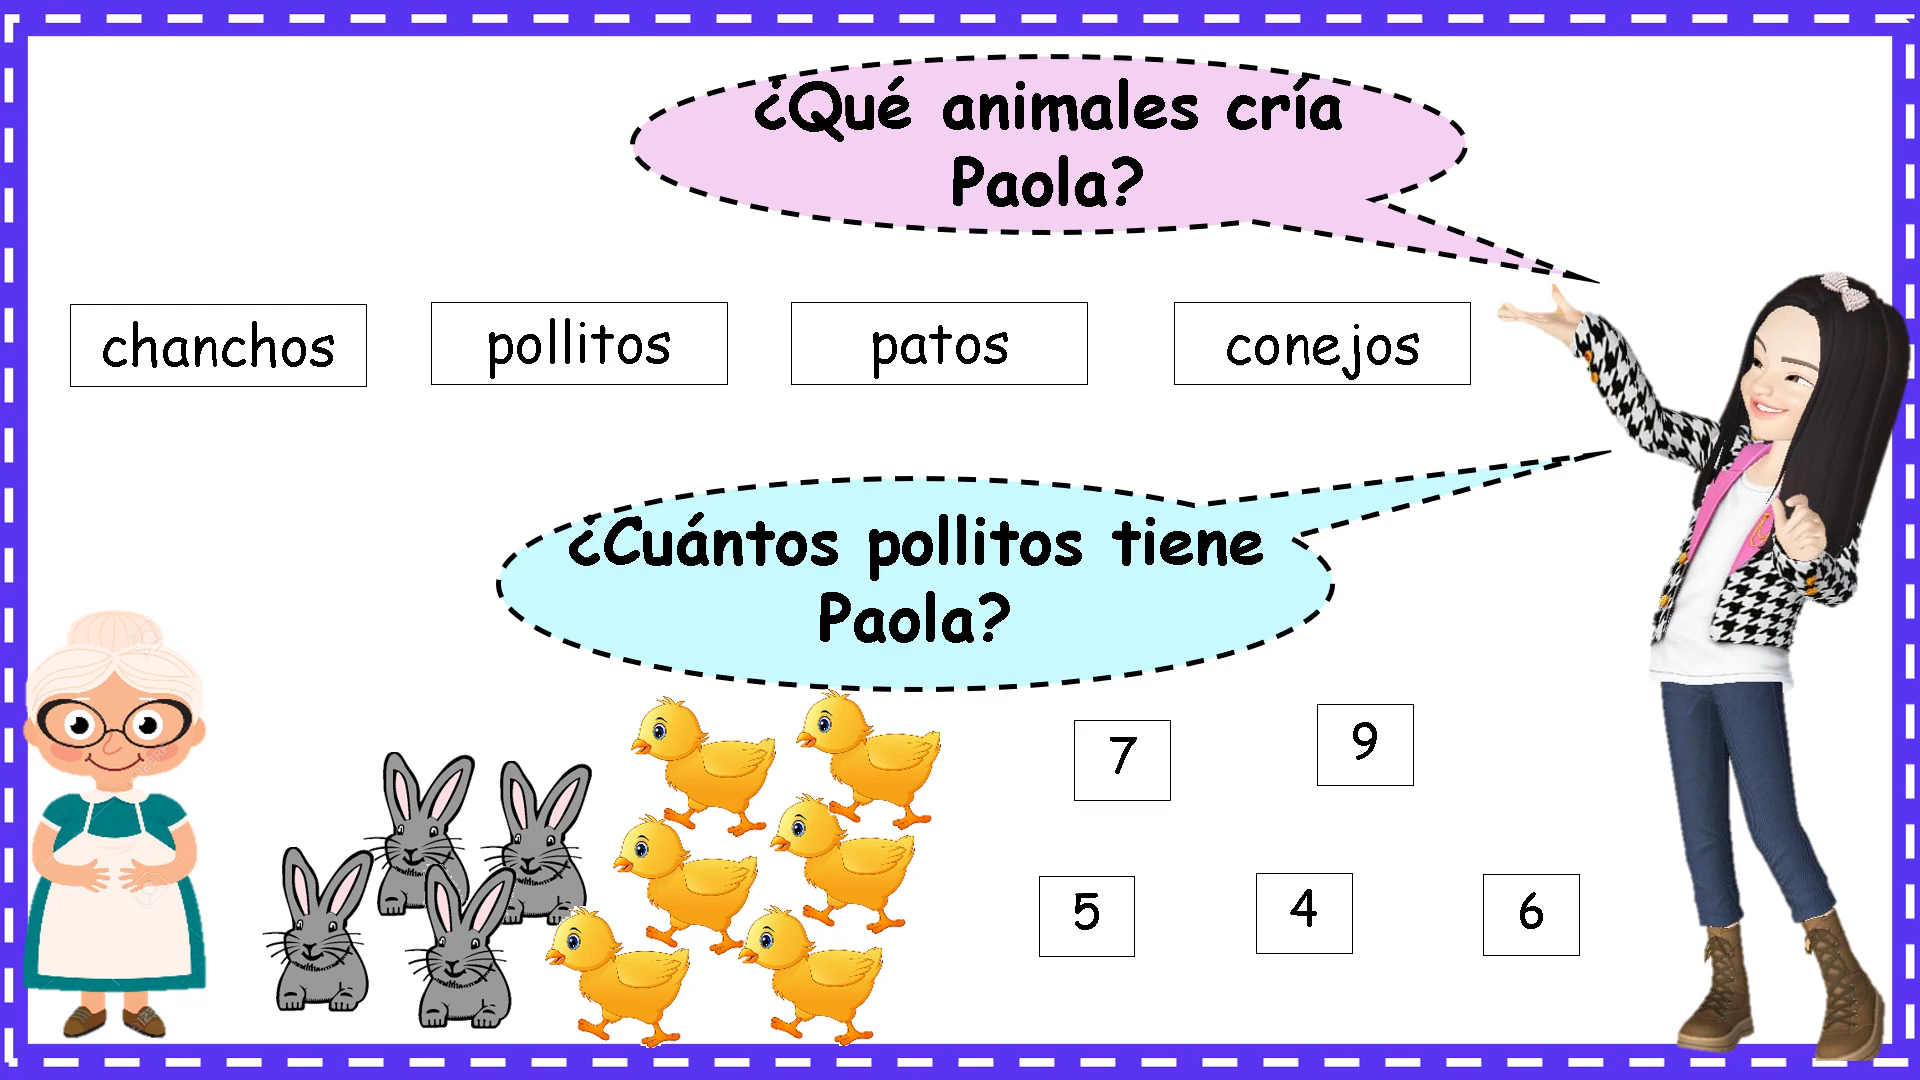 ¿Qué animales cría
Paola?
chanchos
pollitos
patos
conejos
¿Cuántos pollitos tiene
Paola?
7
9
5
4
6